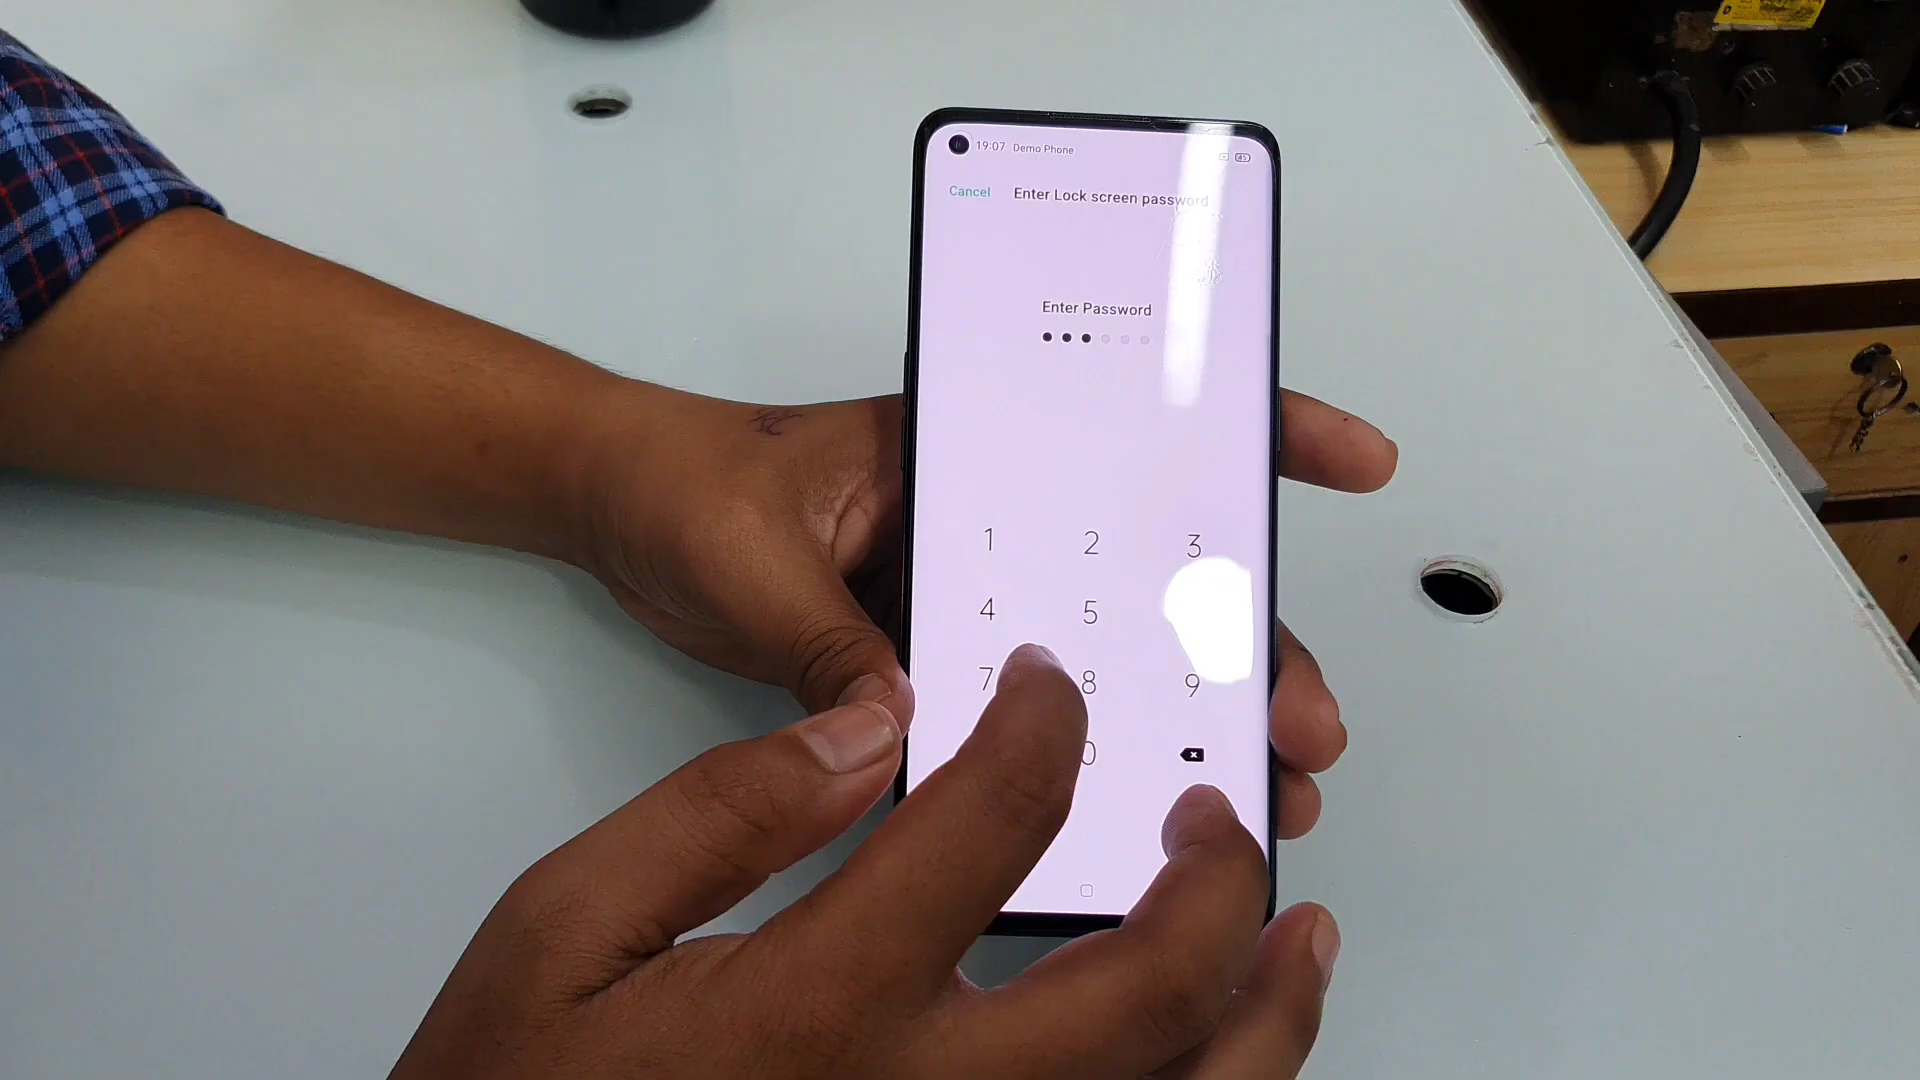 19:07 Demo Phone 45
Cancel Enter Lock screen password
Enter Password
1 2 3
4 5
7 8 9
0